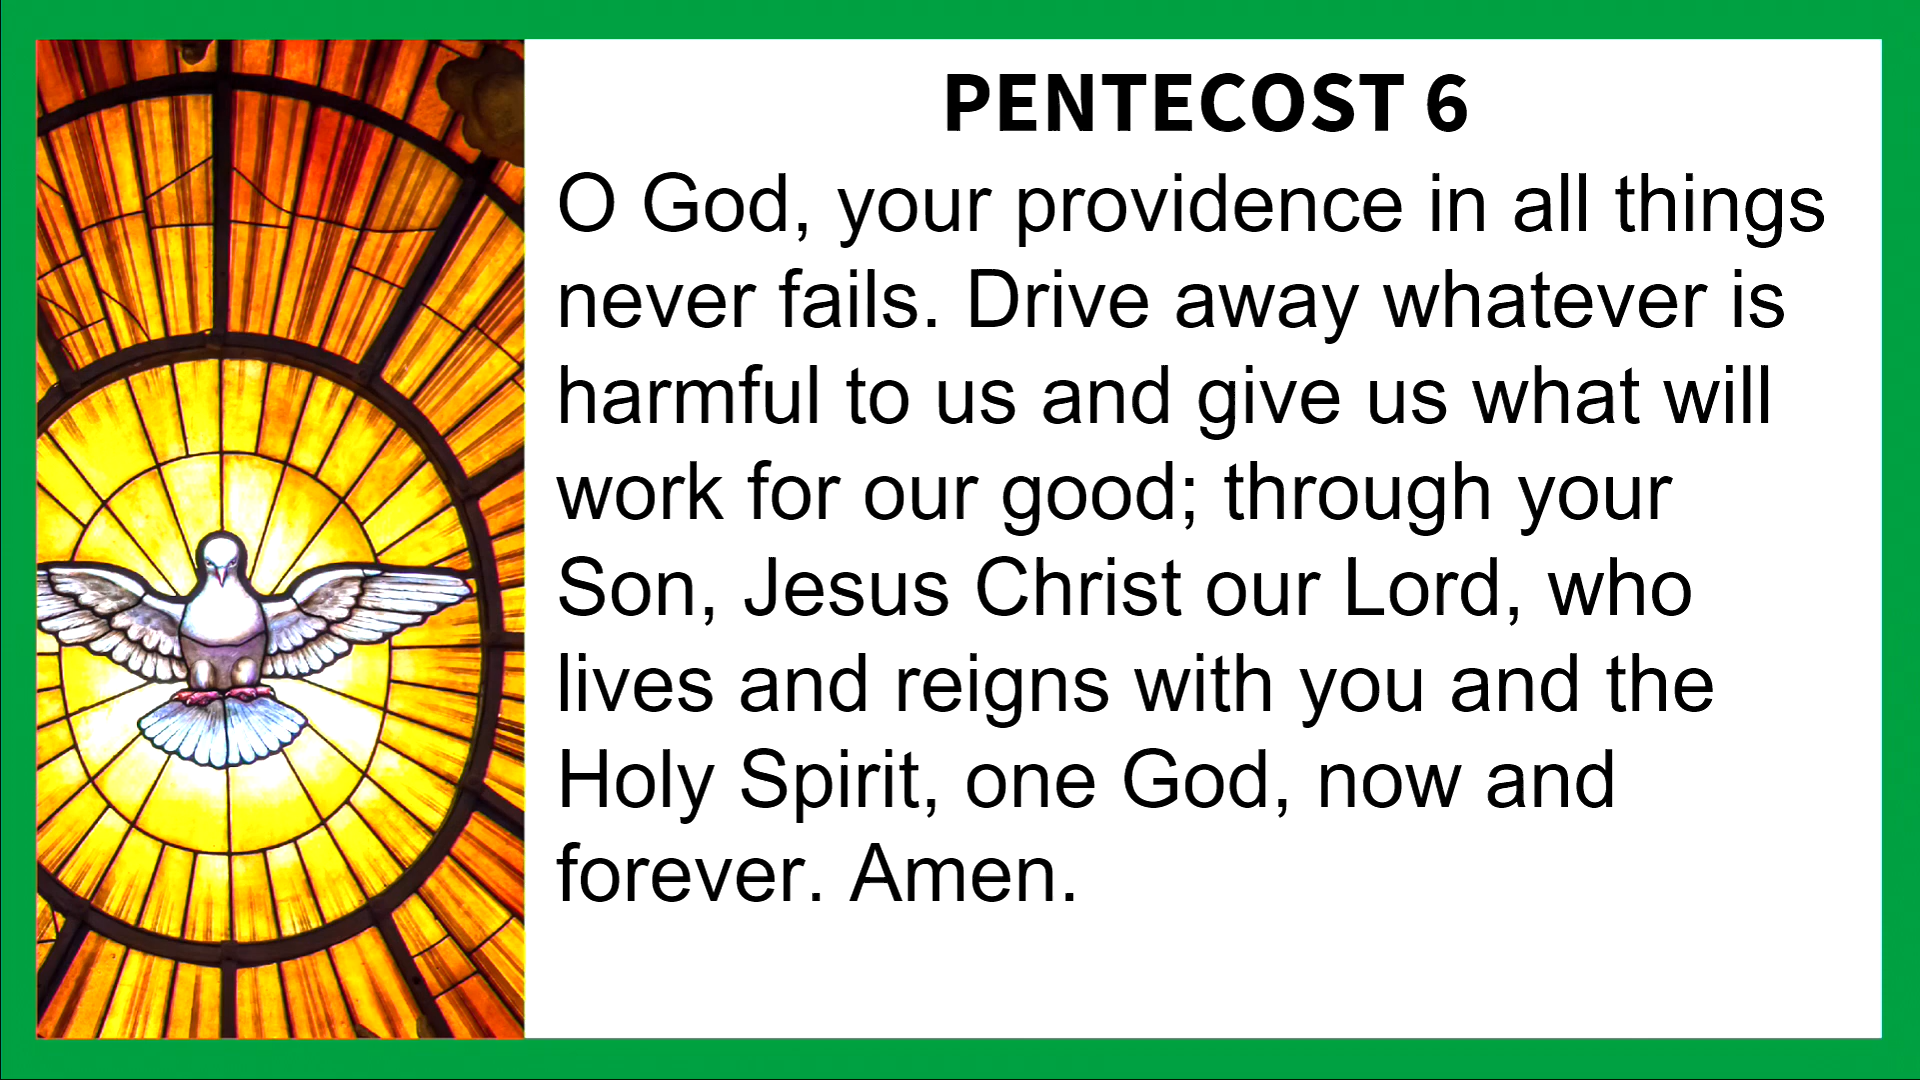 PENTECOST 6
O God, your providence in all things
never fails. Drive away whatever is
harmful to us and give us what will
work for our good; through your
Son, Jesus Christ our Lord, who
lives and reigns with you and the
Holy Spirit, one God, now and
forever. Amen.